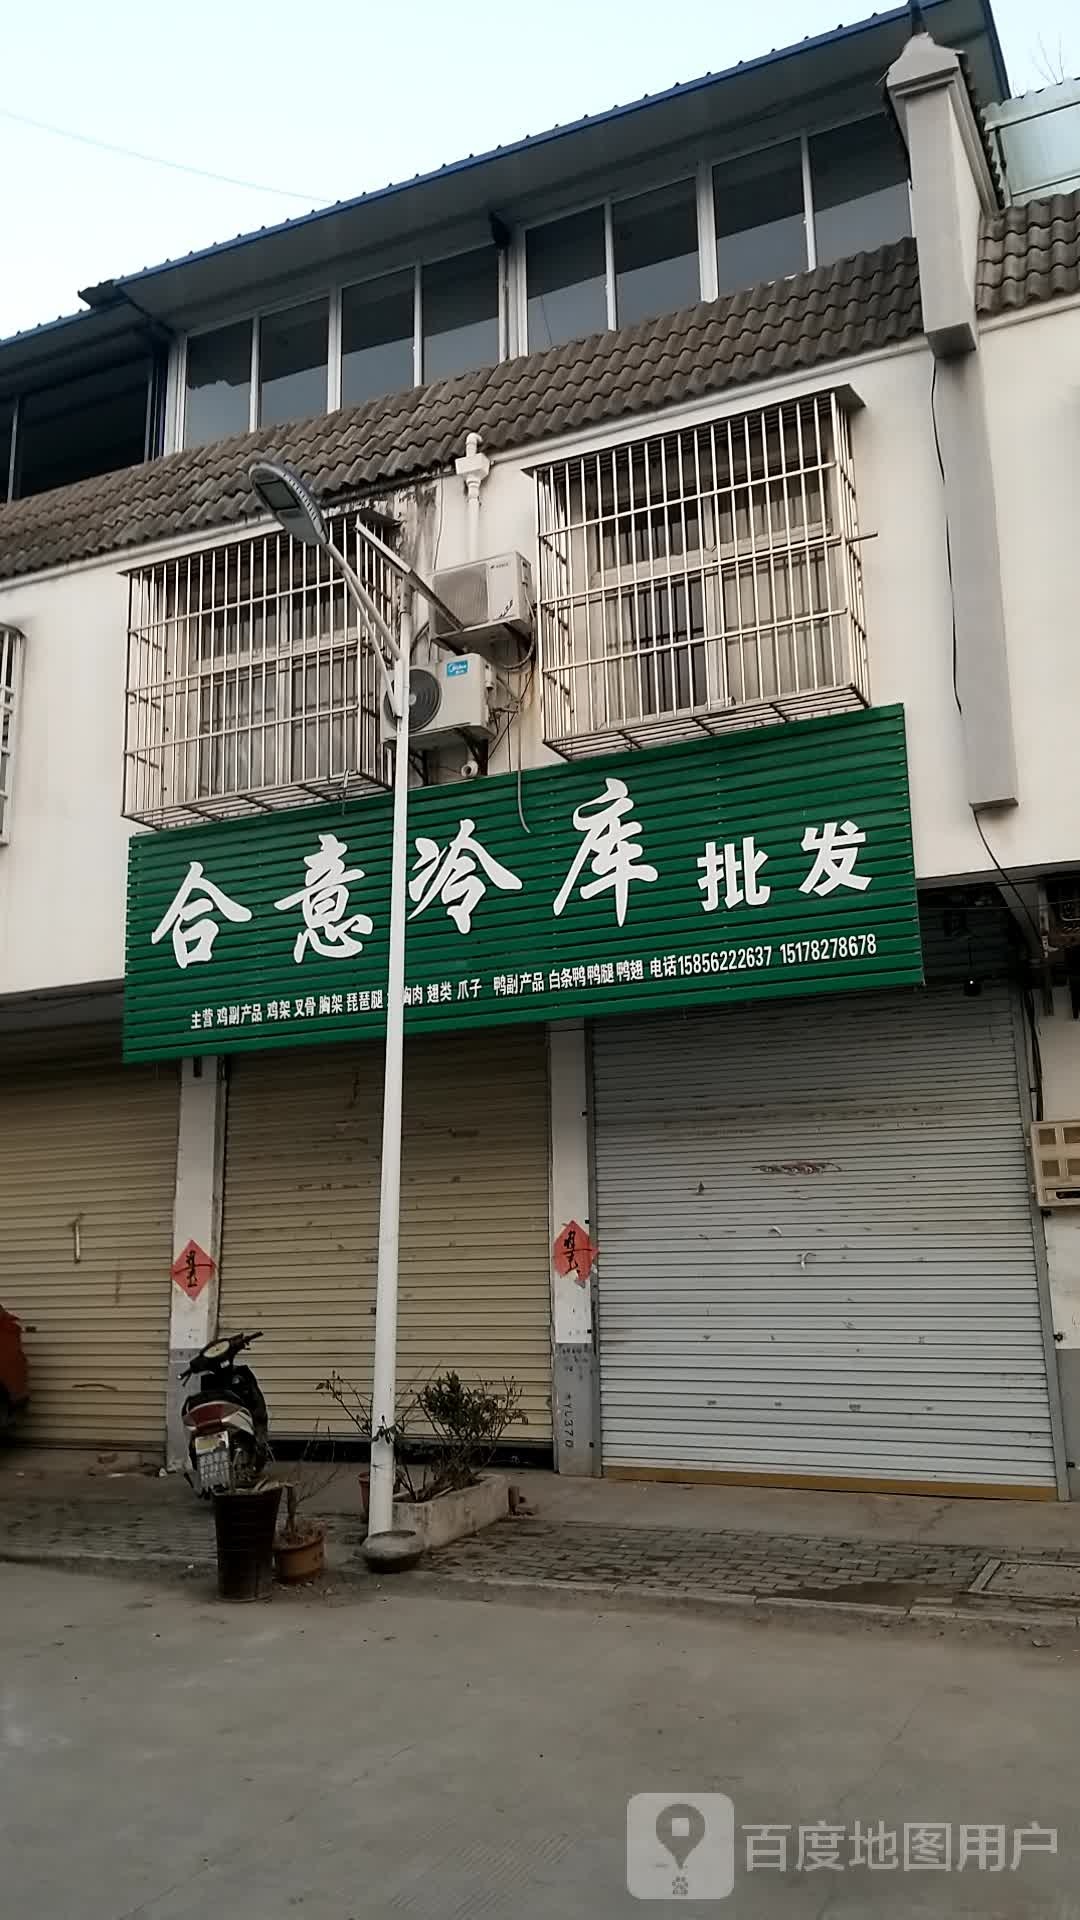 合意冷库批发
主营 鸡副产品 鸡架 叉骨 胸架 琵琶腿 胸肉 翅类 爪子 鸭副产品 白条鸭 鸭腿 鸭翅 电话15856222637 15178278678
Midea
百度地图用户